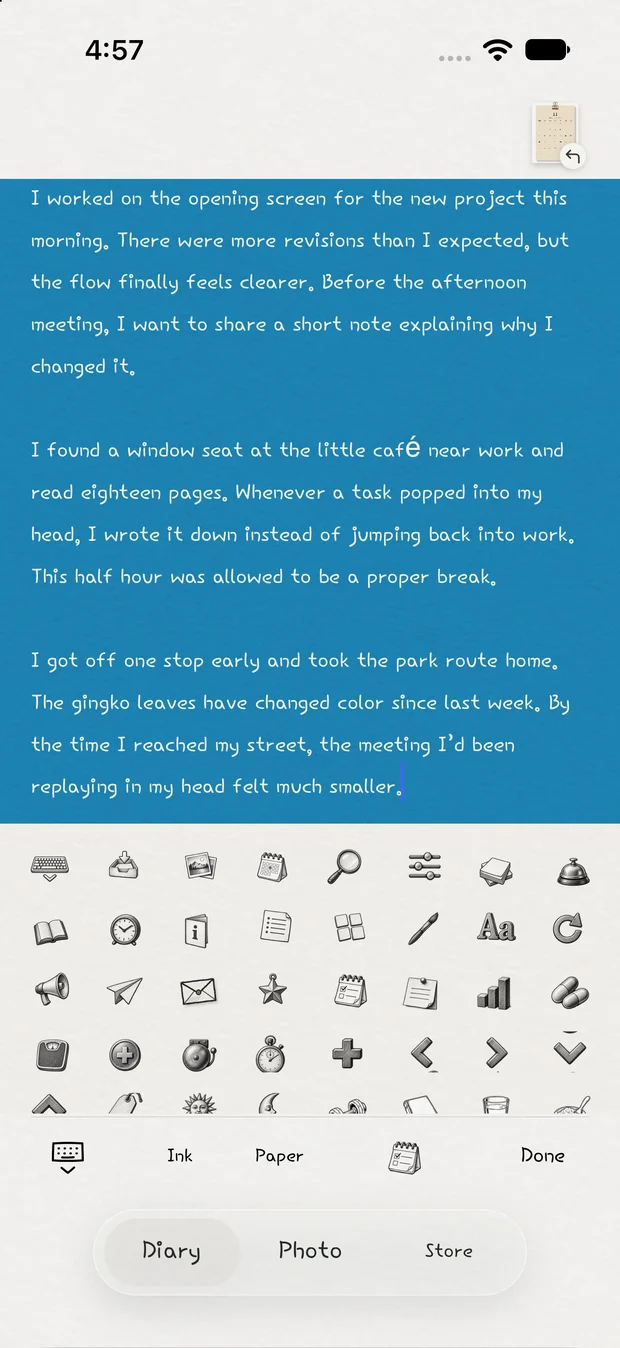 4:57
I worked on the opening screen for the new project this
morning. There were more revisions than I expected, but
the flow finally feels clearer. Before the afternoon
meeting, I want to share a short note explaining why I
changed it.
I found a window seat at the little café near work and
read eighteen pages. Whenever a task popped into my
head, I wrote it down instead of jumping back into work.
This half hour was allowed to be a proper break.
I got off one stop early and took the park route home.
The gingko leaves have changed color since last week. By
the time I reached my street, the meeting I'd been
replaying in my head felt much smaller.
i
Aa
Ink
Paper
Done
Diary
Photo
Store